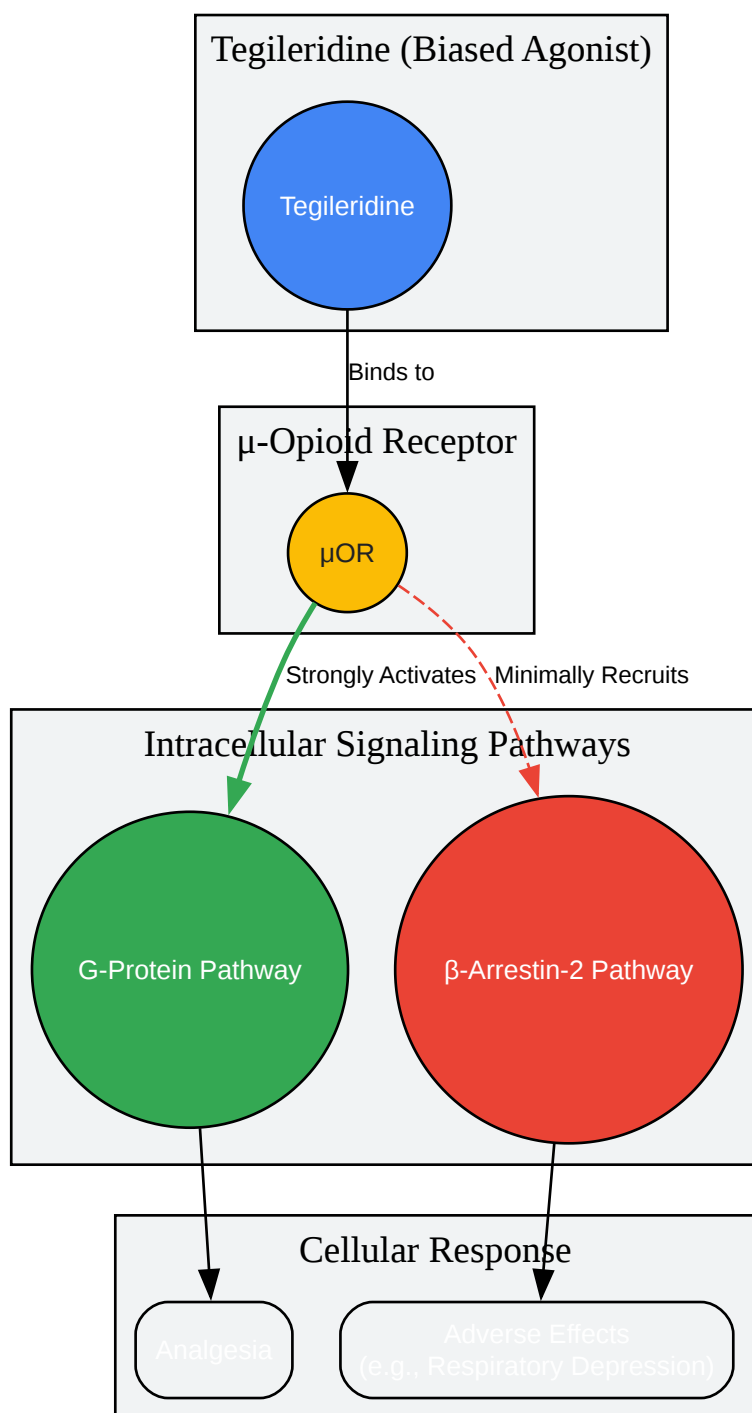 Tegileridine (Biased Agonist)
Tegileridine
Binds to
μ-Opioid Receptor
μOR
Strongly Activates
Minimally Recruits
Intracellular Signaling Pathways
G-Protein Pathway
β-Arrestin-2 Pathway
Cellular Response
Analgesia
Adverse Effects
(e.g., Respiratory Depression)